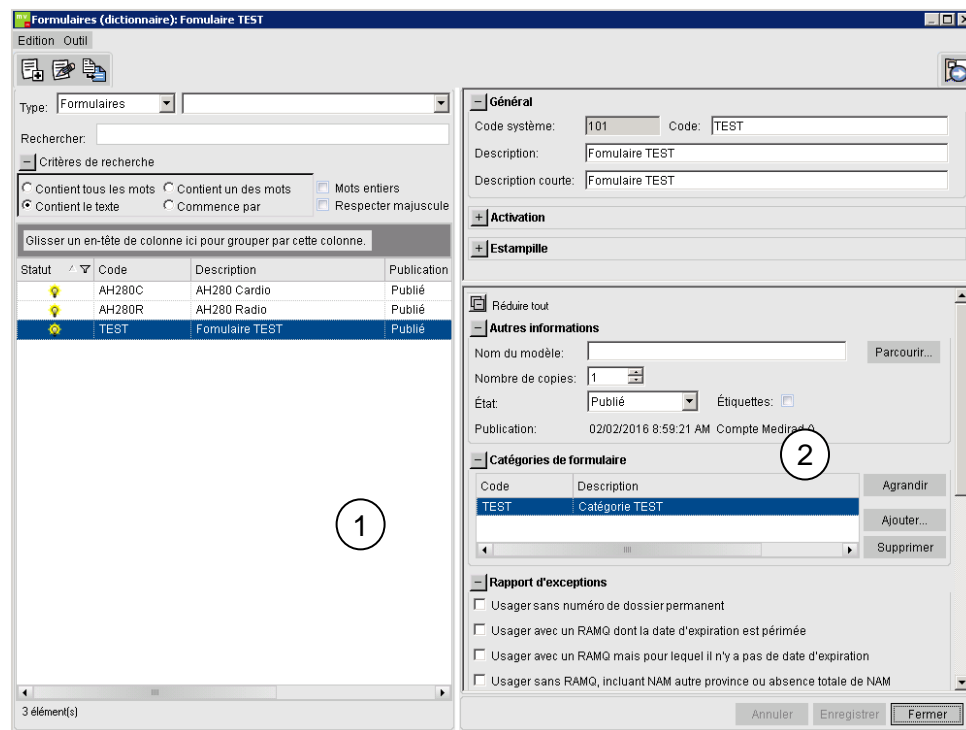 Formulaires (dictionnaire): Fomulaire TEST
Edition Outil
Type: Formulaires
Rechercher:
Critères de recherche
Contient tous les mots Contient un des mots Mots entiers
Contient le texte Commence par Respecter majuscule
Glisser un en-tête de colonne ici pour grouper par cette colonne.
Statut Code Description Publication
AH280C AH280 Cardio Publié
AH280R AH280 Radio Publié
TEST Fomulaire TEST Publié
1
3 élément(s)
Général
Code système: 101 Code: TEST
Description: Fomulaire TEST
Description courte: Fomulaire TEST
Activation
Estampille
Réduire tout
Autres informations
Nom du modèle: Parcourir...
Nombre de copies: 1
État: Publié Étiquettes:
Publication: 02/02/2016 8:59:21 AM Compte Medirad ()
2
Catégories de formulaire
Code Description Agrandir
TEST Catégorie TEST
Ajouter...
Supprimer
Rapport d'exceptions
Usager sans numéro de dossier permanent
Usager avec un RAMQ dont la date d'expiration est périmée
Usager avec un RAMQ mais pour lequel il n'y a pas de date d'expiration
Usager sans RAMQ, incluant NAM autre province ou absence totale de NAM
Annuler Enregistrer Fermer